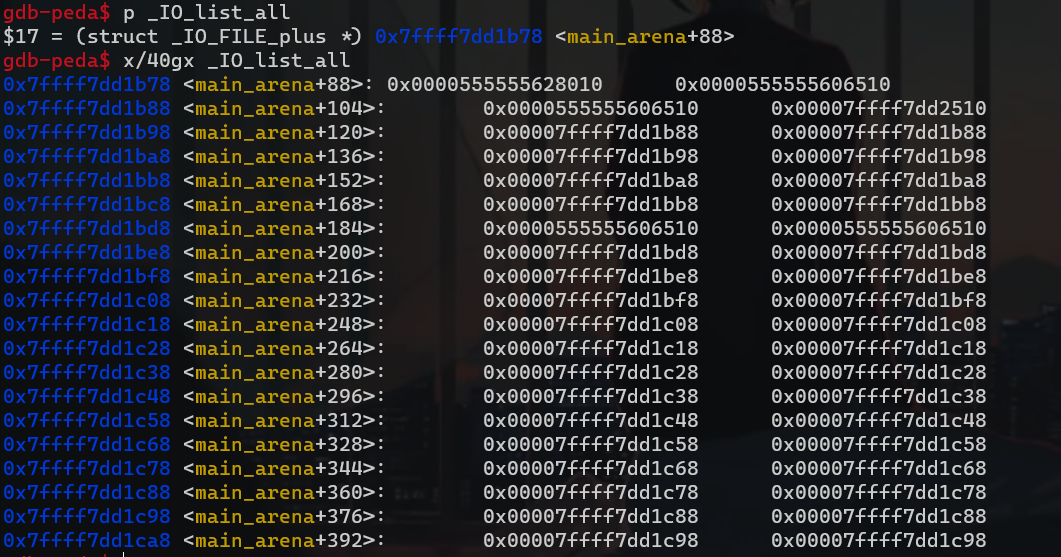 gdb-peda$ p _IO_list_all
$17 = (struct _IO_FILE_plus *) 0x7ffff7dd1b78 <main_arena+88>
gdb-peda$ x/40gx _IO_list_all
0x7ffff7dd1b78 <main_arena+88>: 0x0000555555628010 0x0000555555606510
0x7ffff7dd1b88 <main_arena+104>: 0x0000555555606510 0x00007ffff7dd2510
0x7ffff7dd1b98 <main_arena+120>: 0x00007ffff7dd1b88 0x00007ffff7dd1b88
0x7ffff7dd1ba8 <main_arena+136>: 0x00007ffff7dd1b98 0x00007ffff7dd1b98
0x7ffff7dd1bb8 <main_arena+152>: 0x00007ffff7dd1ba8 0x00007ffff7dd1ba8
0x7ffff7dd1bc8 <main_arena+168>: 0x00007ffff7dd1bb8 0x00007ffff7dd1bb8
0x7ffff7dd1bd8 <main_arena+184>: 0x0000555555606510 0x0000555555606510
0x7ffff7dd1be8 <main_arena+200>: 0x00007ffff7dd1bd8 0x00007ffff7dd1bd8
0x7ffff7dd1bf8 <main_arena+216>: 0x00007ffff7dd1be8 0x00007ffff7dd1be8
0x7ffff7dd1c08 <main_arena+232>: 0x00007ffff7dd1bf8 0x00007ffff7dd1bf8
0x7ffff7dd1c18 <main_arena+248>: 0x00007ffff7dd1c08 0x00007ffff7dd1c08
0x7ffff7dd1c28 <main_arena+264>: 0x00007ffff7dd1c18 0x00007ffff7dd1c18
0x7ffff7dd1c38 <main_arena+280>: 0x00007ffff7dd1c28 0x00007ffff7dd1c28
0x7ffff7dd1c48 <main_arena+296>: 0x00007ffff7dd1c38 0x00007ffff7dd1c38
0x7ffff7dd1c58 <main_arena+312>: 0x00007ffff7dd1c48 0x00007ffff7dd1c48
0x7ffff7dd1c68 <main_arena+328>: 0x00007ffff7dd1c58 0x00007ffff7dd1c58
0x7ffff7dd1c78 <main_arena+344>: 0x00007ffff7dd1c68 0x00007ffff7dd1c68
0x7ffff7dd1c88 <main_arena+360>: 0x00007ffff7dd1c78 0x00007ffff7dd1c78
0x7ffff7dd1c98 <main_arena+376>: 0x00007ffff7dd1c88 0x00007ffff7dd1c88
0x7ffff7dd1ca8 <main_arena+392>: 0x00007ffff7dd1c98 0x00007ffff7dd1c98